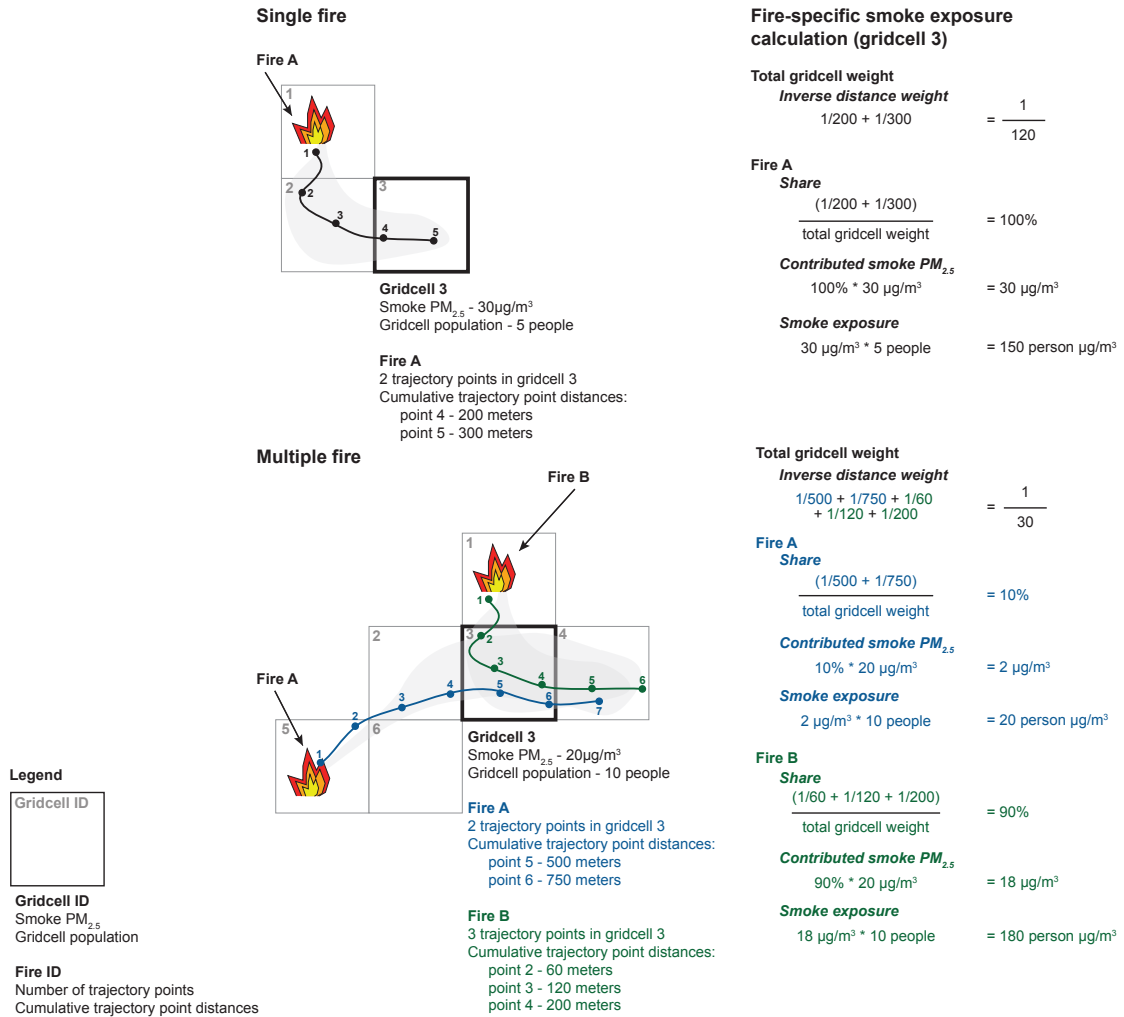 Single fire
Fire A
1
1
2
2
3
3
4
5
Gridcell 3
Smoke PM2.5 - 30µg/m³
Gridcell population - 5 people
Fire A
2 trajectory points in gridcell 3
Cumulative trajectory point distances:
point 4 - 200 meters
point 5 - 300 meters
Fire-specific smoke exposure
calculation (gridcell 3)
Total gridcell weight
Inverse distance weight
1/200 + 1/300 = 1
120
Fire A
Share
(1/200 + 1/300)
total gridcell weight
= 100%
Contributed smoke PM2.5
100% * 30 µg/m³ = 30 µg/m³
Smoke exposure
30 µg/m³ * 5 people = 150 person µg/m³
Multiple fire
Fire B
1
1
2
3
2
4
3
4
5
6
Fire A
5
6
1
2
3
4
5
6
7
Gridcell 3
Smoke PM2.5 - 20µg/m³
Gridcell population - 10 people
Fire A
2 trajectory points in gridcell 3
Cumulative trajectory point distances:
point 5 - 500 meters
point 6 - 750 meters
Fire B
3 trajectory points in gridcell 3
Cumulative trajectory point distances:
point 2 - 60 meters
point 3 - 120 meters
point 4 - 200 meters
Total gridcell weight
Inverse distance weight
1/500 + 1/750 + 1/60
+ 1/120 + 1/200
= 1
30
Fire A
Share
(1/500 + 1/750)
total gridcell weight
= 10%
Contributed smoke PM2.5
10% * 20 µg/m³ = 2 µg/m³
Smoke exposure
2 µg/m³ * 10 people = 20 person µg/m³
Fire B
Share
(1/60 + 1/120 + 1/200)
total gridcell weight
= 90%
Contributed smoke PM2.5
90% * 20 µg/m³ = 18 µg/m³
Smoke exposure
18 µg/m³ * 10 people = 180 person µg/m³
Legend
Gridcell ID
Gridcell ID
Smoke PM2.5
Gridcell population
Fire ID
Number of trajectory points
Cumulative trajectory point distances